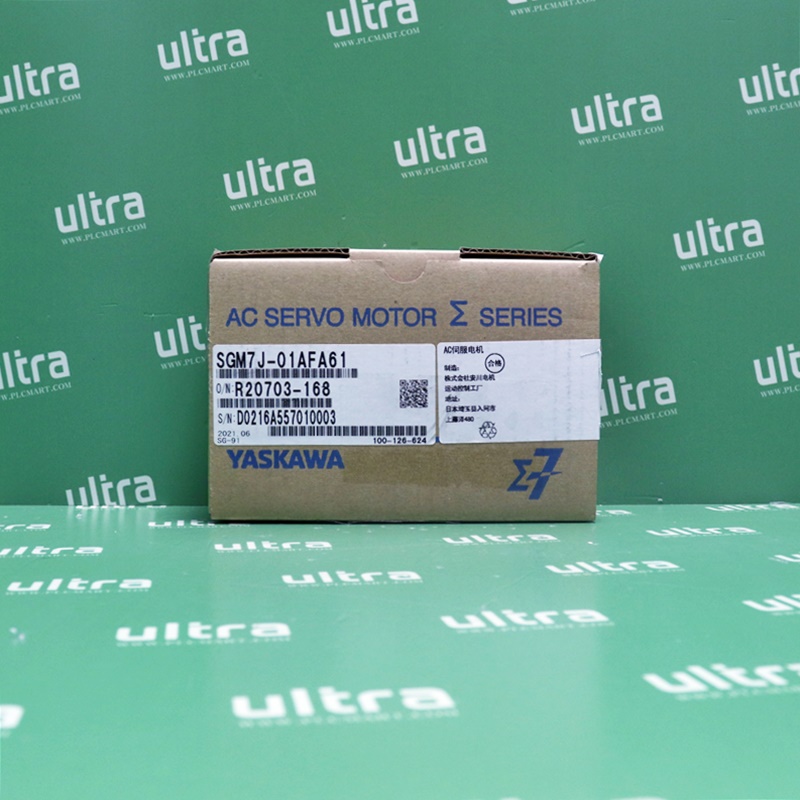 ultra
WWW.PLCMART.COM
AC SERVO MOTOR Σ SERIES
SGM7J-01AFA61
O/N: R20703-168
S/N: D0216A557010003
2021.06
SG-91
100-126-624
AC伺服电机
合格
制造:
株式会社安川电机
运动控制工厂
地址:
日本埼玉县入间市
上藤泽480
YASKAWA
Σ7